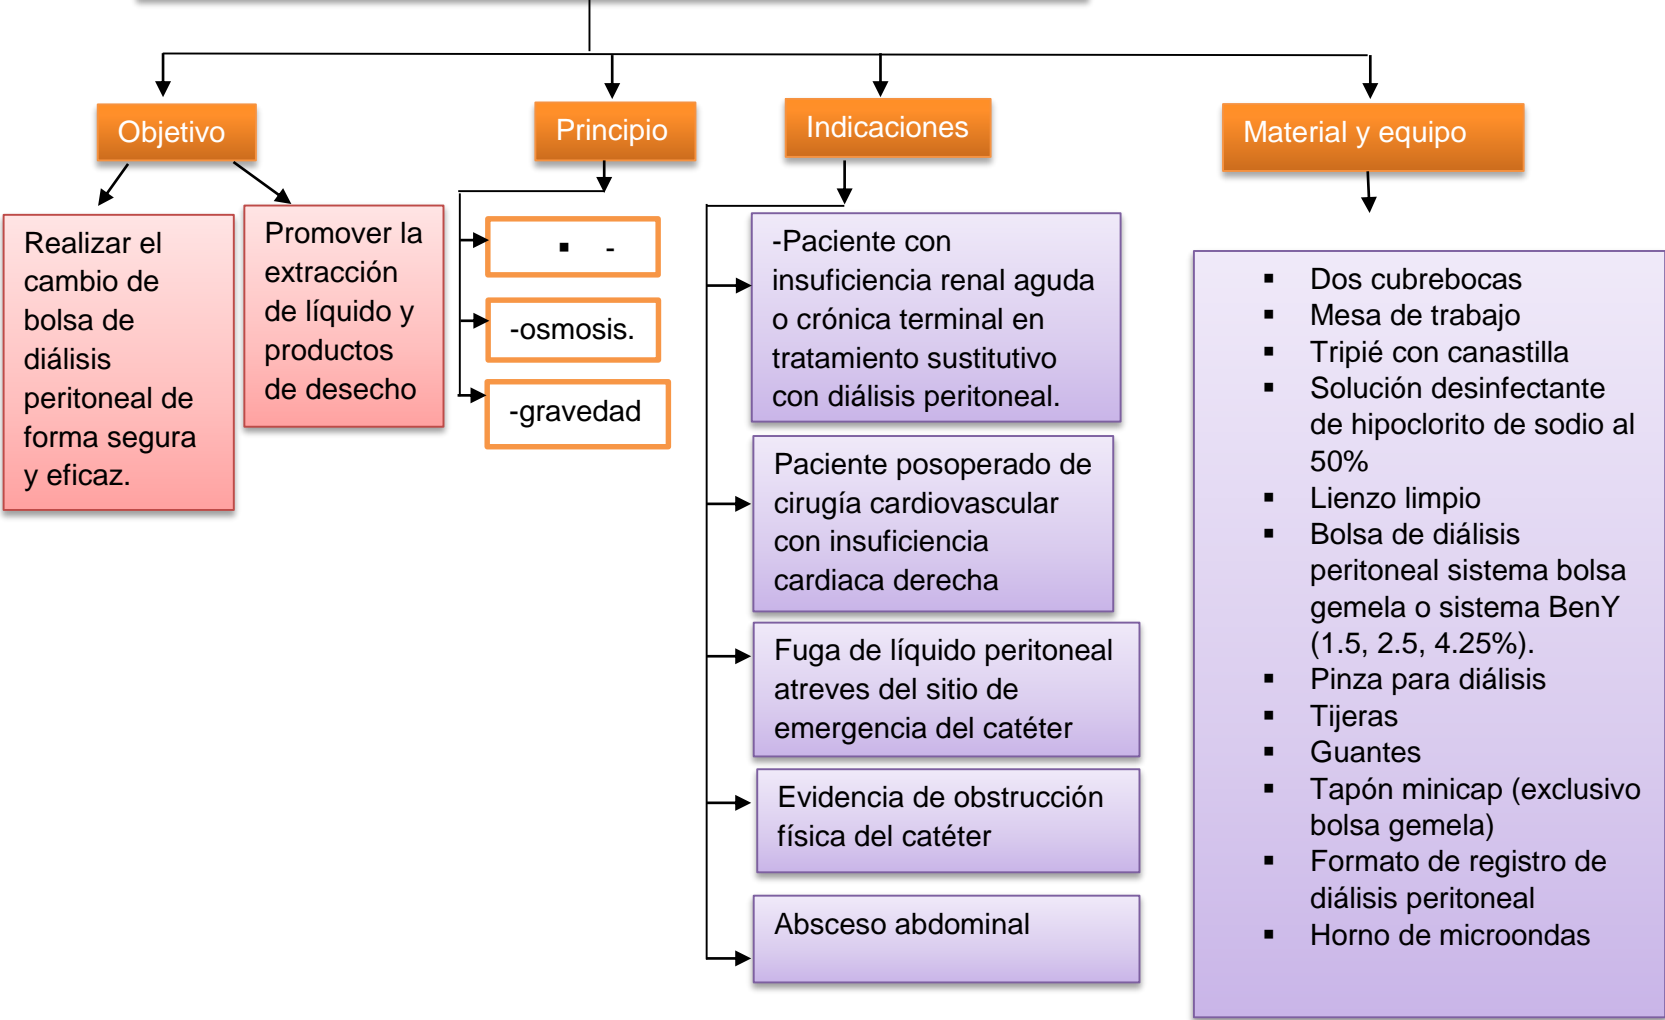 Objetivo
Principio
Indicaciones
Material y equipo
Realizar el
cambio de
bolsa de
diálisis
peritoneal de
forma segura
y eficaz.
Promover la
extracción
de líquido y
productos
de desecho
▪ -
-osmosis.
-gravedad
-Paciente con
insuficiencia renal aguda
o crónica terminal en
tratamiento sustitutivo
con diálisis peritoneal.
Paciente posoperado de
cirugía cardiovascular
con insuficiencia
cardiaca derecha
Fuga de líquido peritoneal
atreves del sitio de
emergencia del catéter
Evidencia de obstrucción
física del catéter
Absceso abdominal
▪ Dos cubrebocas
▪ Mesa de trabajo
▪ Tripié con canastilla
▪ Solución desinfectante
de hipoclorito de sodio al
50%
▪ Lienzo limpio
▪ Bolsa de diálisis
peritoneal sistema bolsa
gemela o sistema BenY
(1.5, 2.5, 4.25%).
▪ Pinza para diálisis
▪ Tijeras
▪ Guantes
▪ Tapón minicap (exclusivo
bolsa gemela)
▪ Formato de registro de
diálisis peritoneal
▪ Horno de microondas